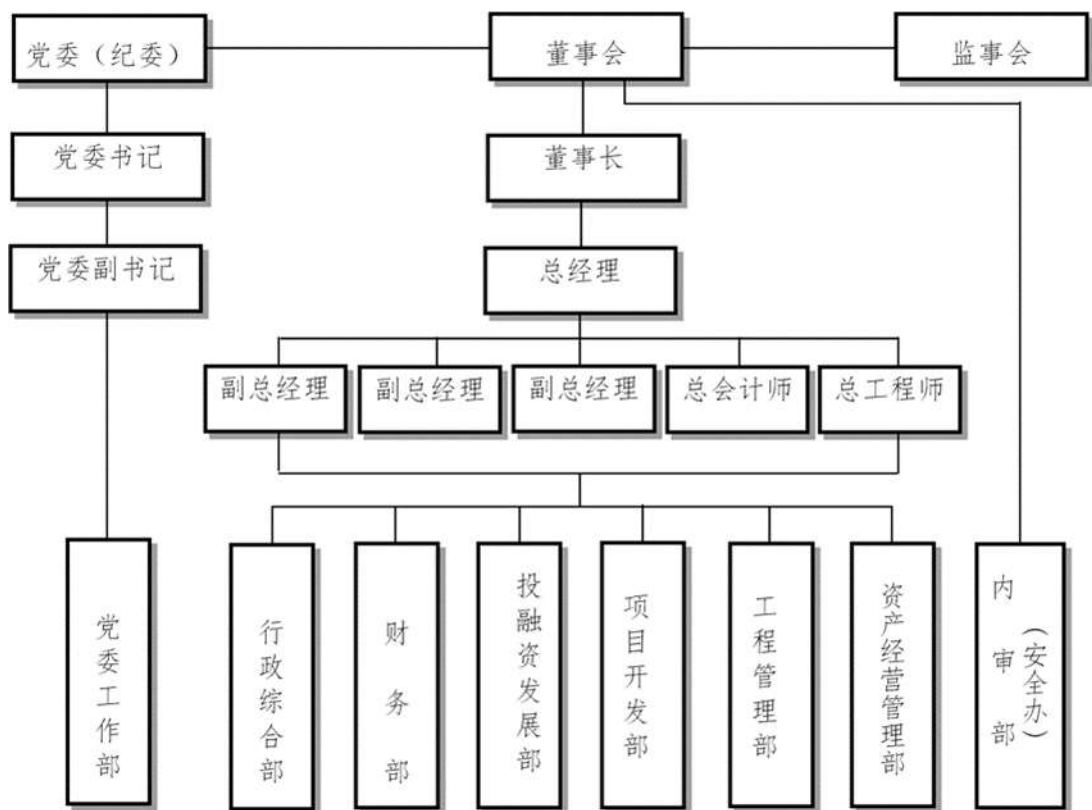 党委（纪委）
董事会
监事会
党委书记
董事长
党委副书记
总经理
副总经理
副总经理
副总经理
总会计师
总工程师
党委工作部
行政综合部
财务部
投融资发展部
项目开发部
工程管理部
资产经营管理部
内审部
（安全办）